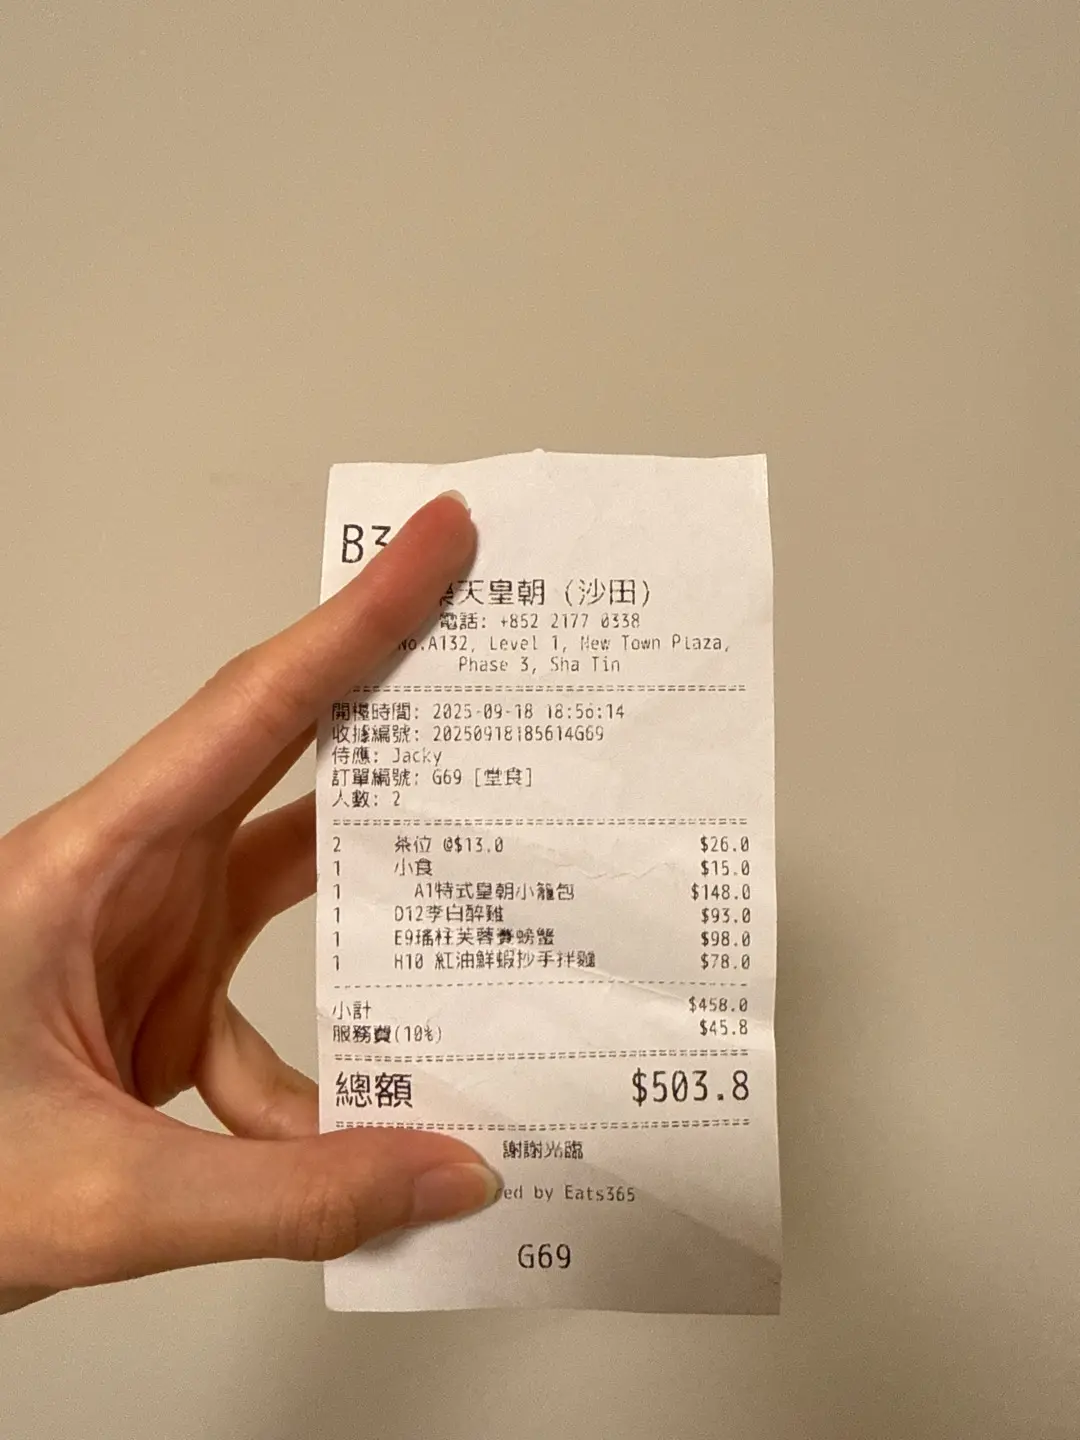 B3
天皇朝 (沙田)
電話: +852 2177 0338
No.A132, Level 1, New Town Plaza,
Phase 3, Sha Tin
開檯時間: 2025-09-18 18:56:14
收據編號: 20250918185614G69
侍應: Jacky
訂單編號: G69 [堂食]
人數: 2
2 茶位 @$13.0 $26.0
1 小食 $15.0
1 A1特式皇朝小籠包 $148.0
1 D12李白醉雞 $93.0
1 E9瑤柱芙蓉賽螃蟹 $98.0
1 H10 紅油鮮蝦抄手拌麵 $78.0
小計 $458.0
服務費(10%) $45.8
總額 $503.8
謝謝光臨
red by Eats365
G69